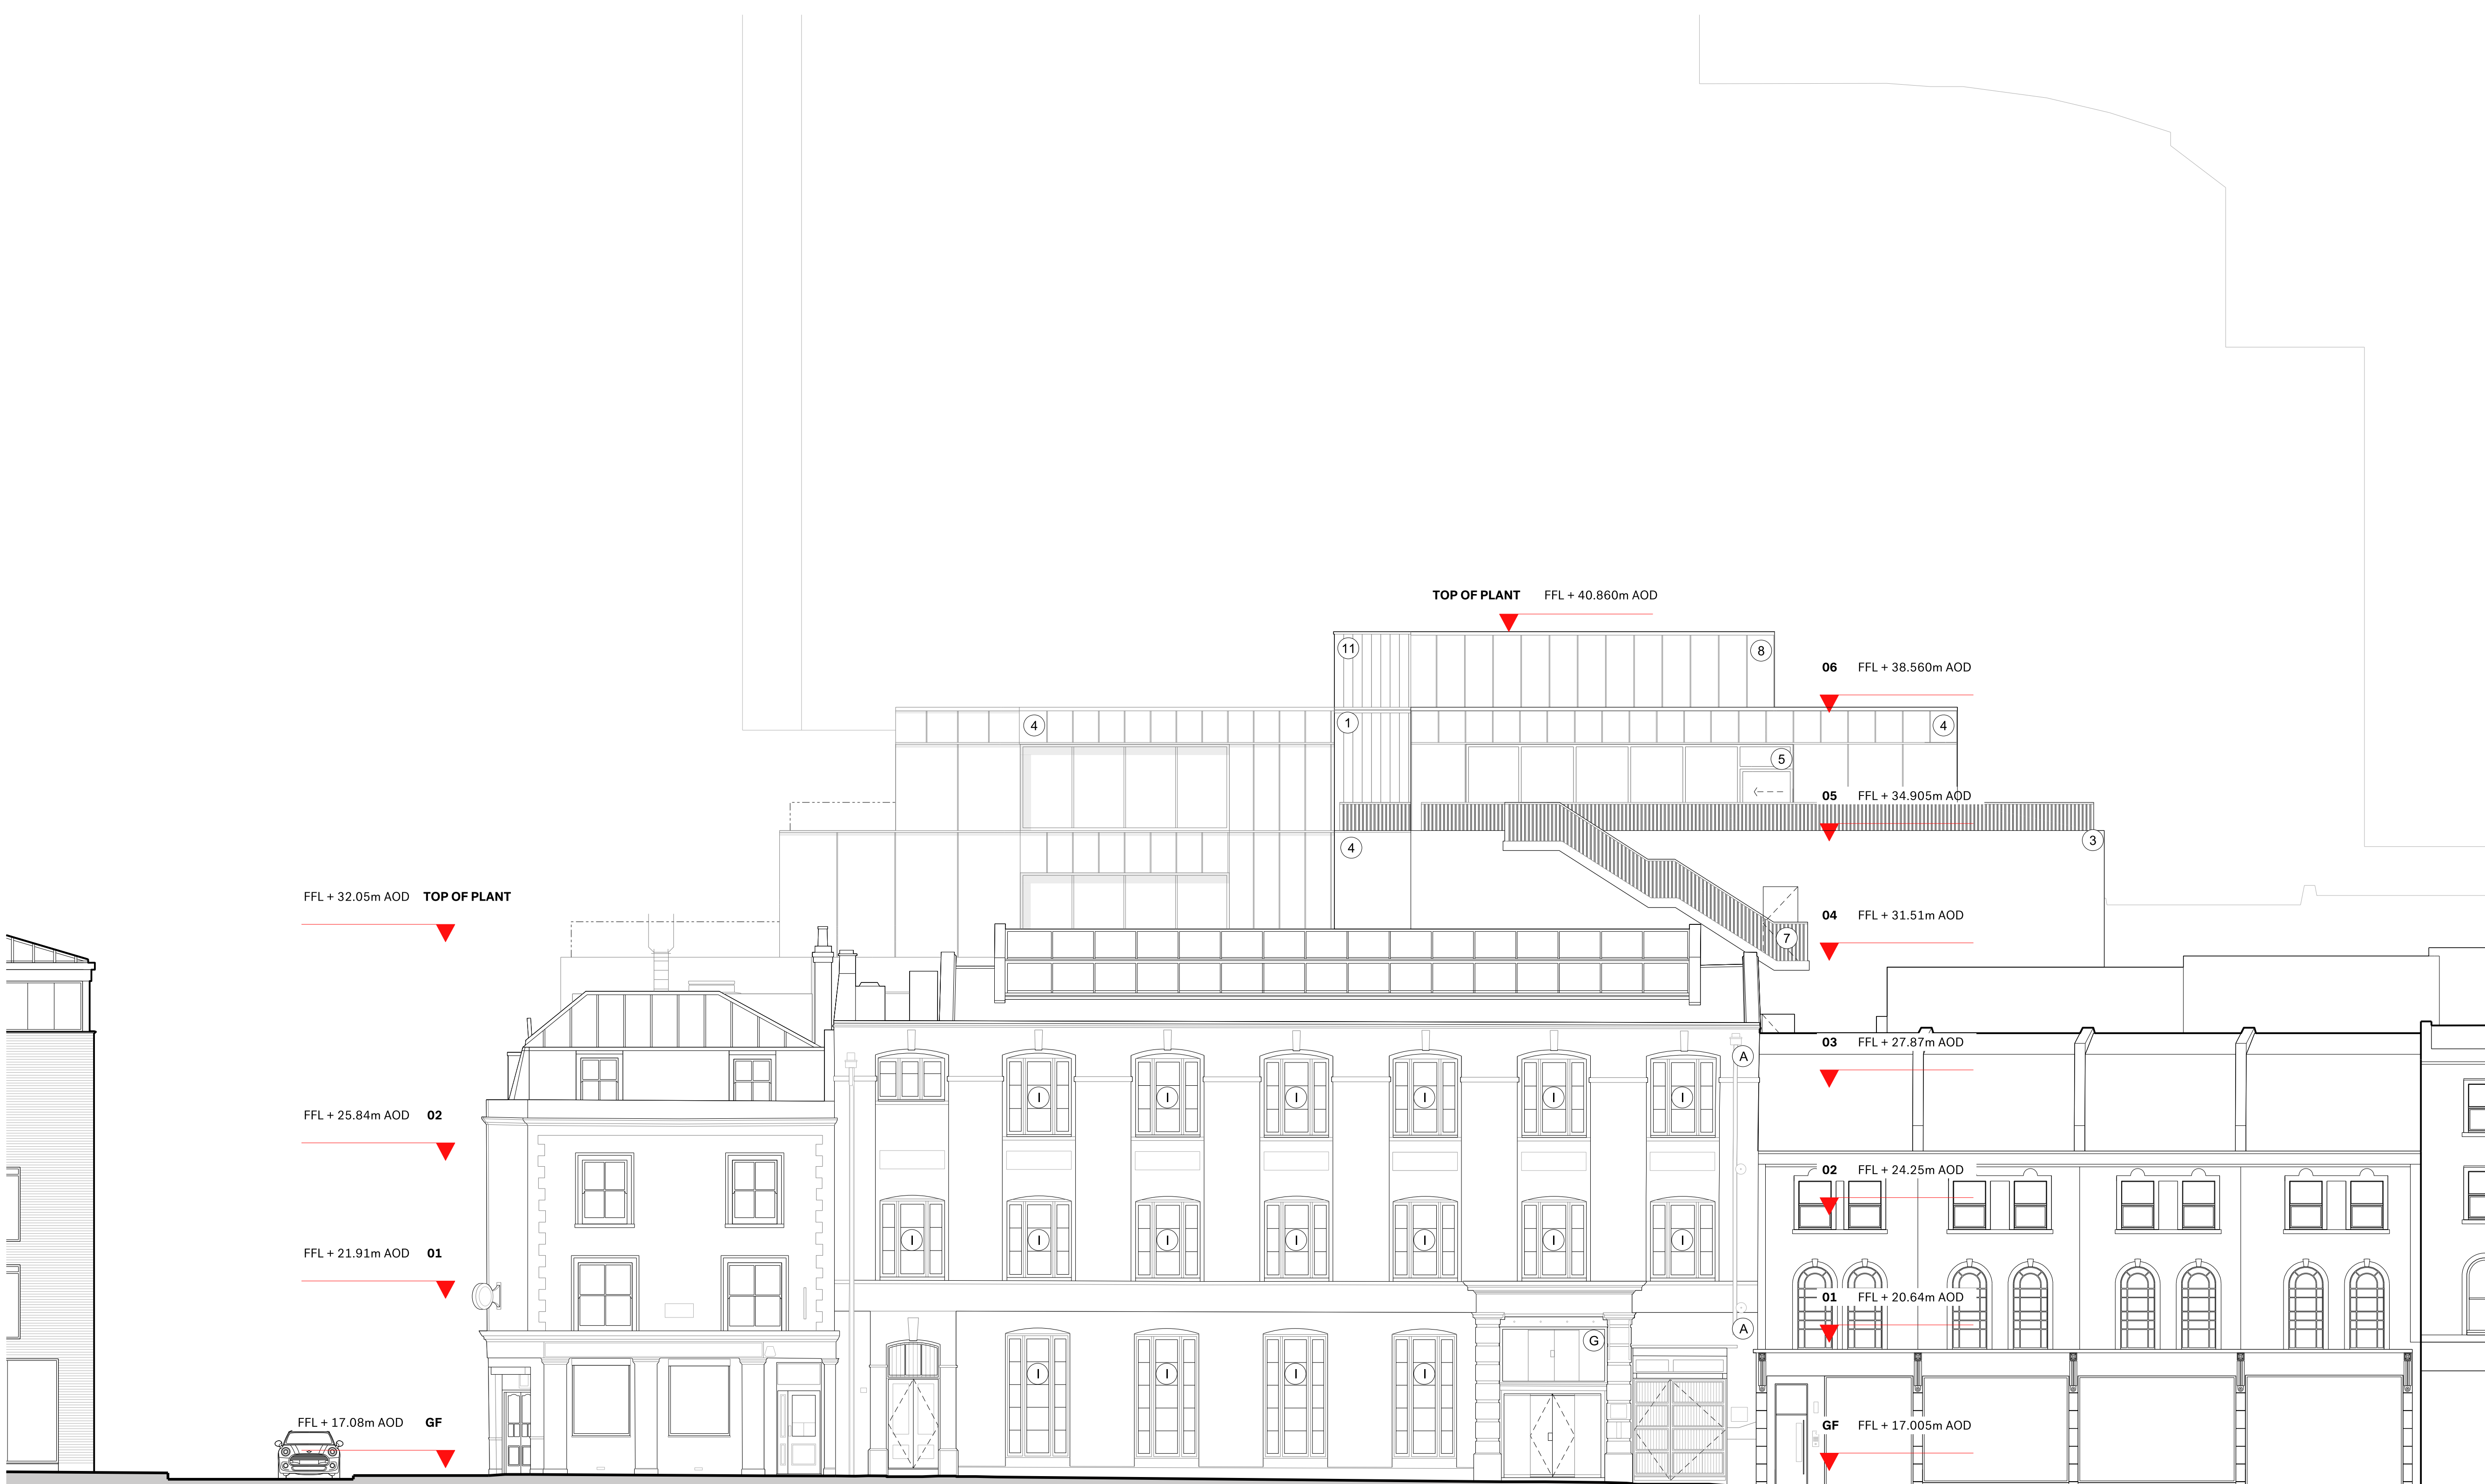 TOP OF PLANT FFL + 40.860m AOD
11
8
06 FFL + 38.560m AOD
4
1
4
5
05 FFL + 34.905m AOD
4
3
FFL + 32.05m AOD TOP OF PLANT
04 FFL + 31.51m AOD
7
03 FFL + 27.87m AOD
A
I I I I I I
FFL + 25.84m AOD 02
02 FFL + 24.25m AOD
I I I I I I I
FFL + 21.91m AOD 01
01 FFL + 20.64m AOD
A
G
I I I I
FFL + 17.08m AOD GF
GF FFL + 17.005m AOD